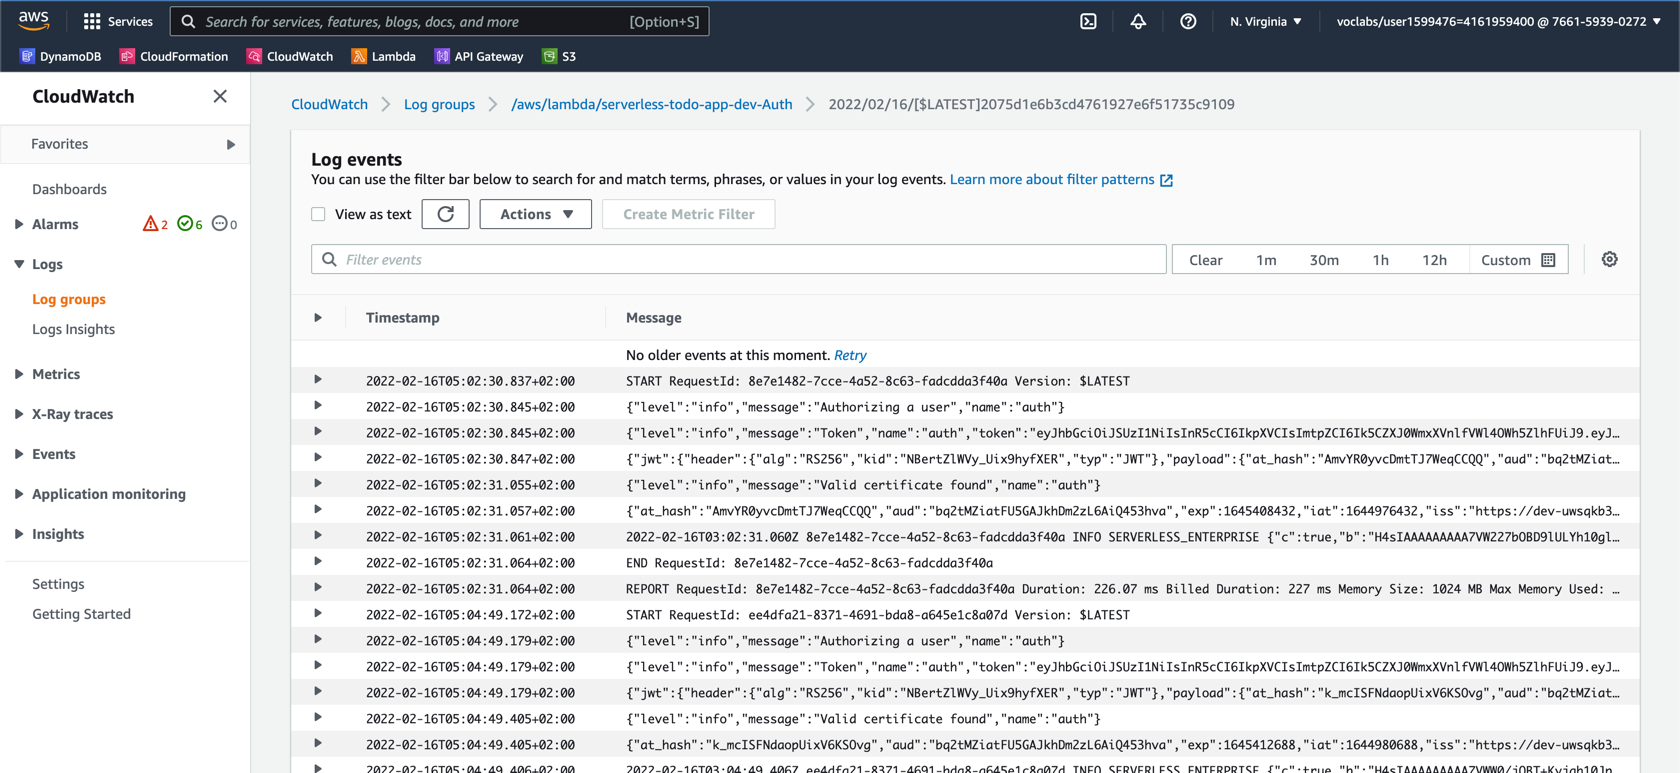 aws
Services
Search for services, features, blogs, docs, and more [Option+S]
N. Virginia
voclabs/user1599476=4161959400 @ 7661-5939-0272
DynamoDB
CloudFormation
CloudWatch
Lambda
API Gateway
S3
CloudWatch
Favorites
Dashboards
Alarms 2 6 0
Logs
Log groups
Logs Insights
Metrics
X-Ray traces
Events
Application monitoring
Insights
Settings
Getting Started
CloudWatch > Log groups > /aws/lambda/serverless-todo-app-dev-Auth > 2022/02/16/[$LATEST]2075d1e6b3cd4761927e6f51735c9109
Log events
You can use the filter bar below to search for and match terms, phrases, or values in your log events. Learn more about filter patterns
View as text
Actions
Create Metric Filter
Filter events
Clear 1m 30m 1h 12h Custom
Timestamp Message
No older events at this moment. Retry
2022-02-16T05:02:30.837+02:00 START RequestId: 8e7e1482-7cce-4a52-8c63-fadcdda3f40a Version: $LATEST
2022-02-16T05:02:30.845+02:00 {"level":"info","message":"Authorizing a user","name":"auth"}
2022-02-16T05:02:30.845+02:00 {"level":"info","message":"Token","name":"auth","token":"eyJhbGciOiJSUzI1NiIsInR5cCI6IkpXVCIsImtpZCI6Ik5CZXJ0WmxXVnlfVWl4OWh5ZlhFUiJ9.eyJ…
2022-02-16T05:02:30.847+02:00 {"jwt":{"header":{"alg":"RS256","kid":"NBertZlWVy_Uix9hyfXER","typ":"JWT"},"payload":{"at_hash":"AmvYR0yvcDmtTJ7WeqCCQQ","aud":"bq2tMZiat…
2022-02-16T05:02:31.055+02:00 {"level":"info","message":"Valid certificate found","name":"auth"}
2022-02-16T05:02:31.057+02:00 {"at_hash":"AmvYR0yvcDmtTJ7WeqCCQQ","aud":"bq2tMZiatFU5GAJkhDm2zL6AiQ453hva","exp":1645408432,"iat":1644976432,"iss":"https://dev-uwsqkb3…
2022-02-16T05:02:31.061+02:00 2022-02-16T03:02:31.060Z 8e7e1482-7cce-4a52-8c63-fadcdda3f40a INFO SERVERLESS_ENTERPRISE {"c":true,"b":"H4sIAAAAAAAAA7VW227bOBD9lULYh10gl…
2022-02-16T05:02:31.064+02:00 END RequestId: 8e7e1482-7cce-4a52-8c63-fadcdda3f40a
2022-02-16T05:02:31.064+02:00 REPORT RequestId: 8e7e1482-7cce-4a52-8c63-fadcdda3f40a Duration: 226.07 ms Billed Duration: 227 ms Memory Size: 1024 MB Max Memory Used: …
2022-02-16T05:04:49.172+02:00 START RequestId: ee4dfa21-8371-4691-bda8-a645e1c8a07d Version: $LATEST
2022-02-16T05:04:49.179+02:00 {"level":"info","message":"Authorizing a user","name":"auth"}
2022-02-16T05:04:49.179+02:00 {"level":"info","message":"Token","name":"auth","token":"eyJhbGciOiJSUzI1NiIsInR5cCI6IkpXVCIsImtpZCI6Ik5CZXJ0WmxXVnlfVWl4OWh5ZlhFUiJ9.eyJ…
2022-02-16T05:04:49.179+02:00 {"jwt":{"header":{"alg":"RS256","kid":"NBertZlWVy_Uix9hyfXER","typ":"JWT"},"payload":{"at_hash":"k_mcISFNdaopUixV6KSOvg","aud":"bq2tMZiat…
2022-02-16T05:04:49.405+02:00 {"level":"info","message":"Valid certificate found","name":"auth"}
2022-02-16T05:04:49.405+02:00 {"at_hash":"k_mcISFNdaopUixV6KSOvg","aud":"bq2tMZiatFU5GAJkhDm2zL6AiQ453hva","exp":1645412688,"iat":1644980688,"iss":"https://dev-uwsqkb3…
2022-02-16T05:04:49.406+02:00 2022-02-16T03:04:49.406Z ee4dfa21-8371-4691-bda8-a645e1c8a07d INFO SERVERLESS_ENTERPRISE {"c":true,"b":